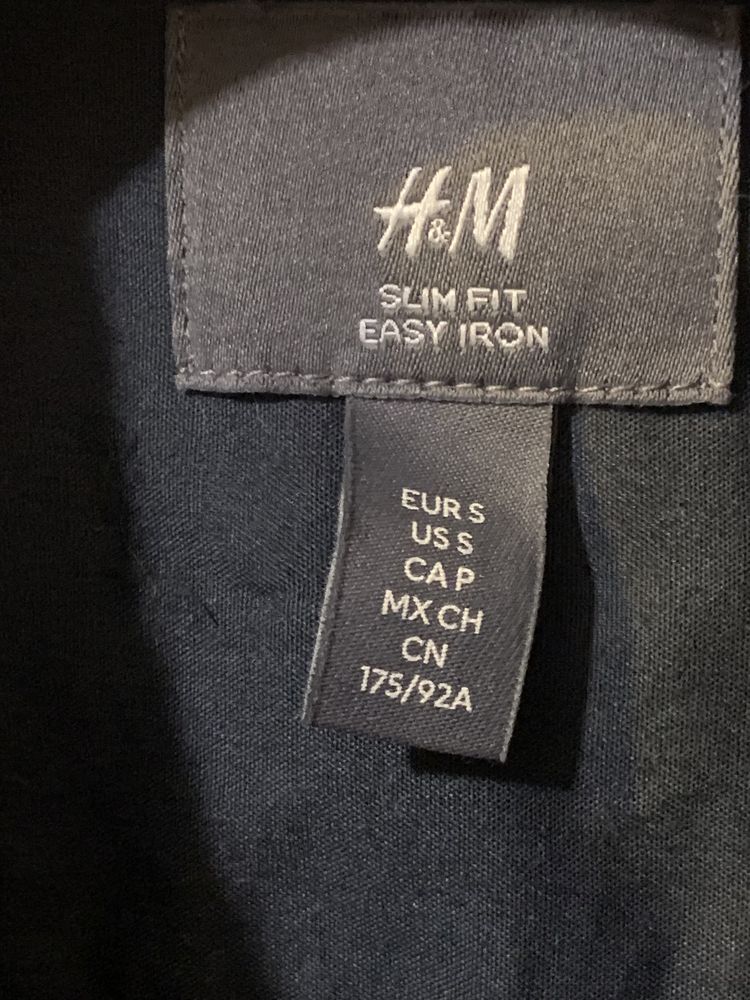 H&M
SLIM FIT
EASY IRON
EUR S
US S
CA P
MX CH
CN
175/92A